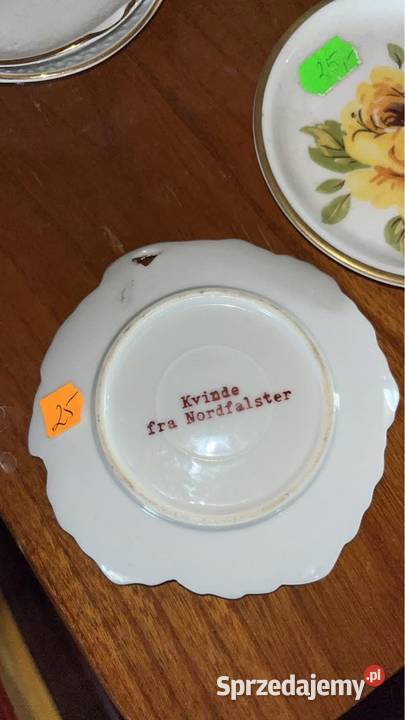 25,-
Kvinde
fra Nordfalster
25,-
Sprzedajemy.pl